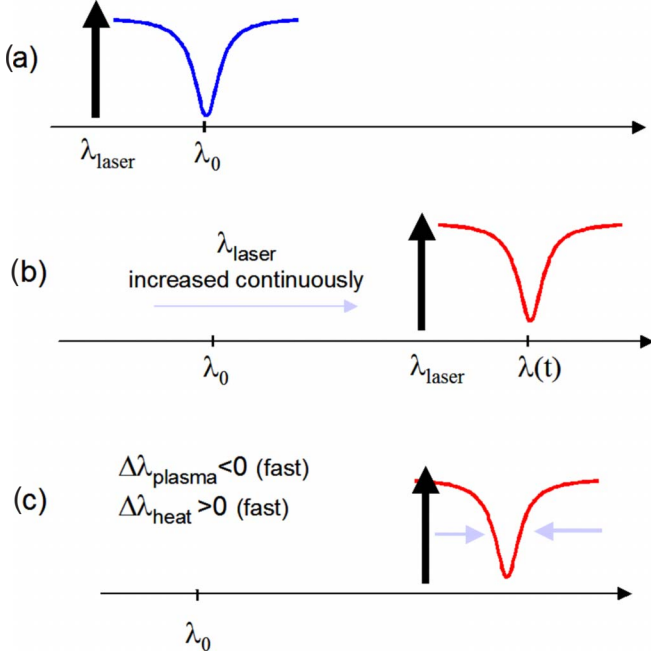 (a)
λlaser λ0
(b)
λlaser
increased continuously
λ0 λlaser λ(t)
(c)
Δλplasma<0 (fast)
Δλheat >0 (fast)
λ0